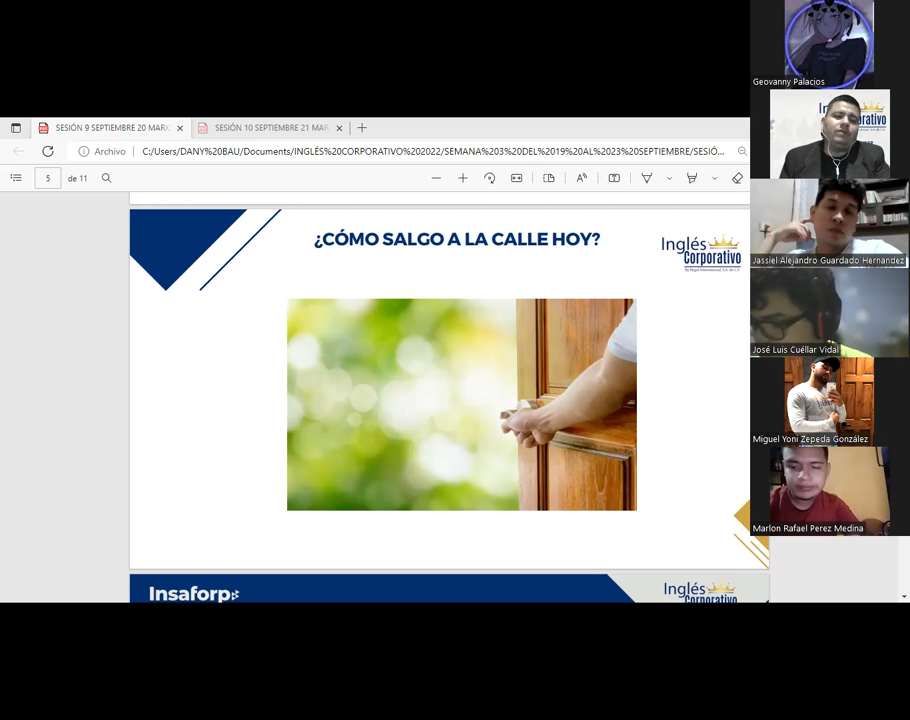 Geovanny Palacios
SESIÓN 9 SEPTIEMBRE 20 MAR
SESIÓN 10 SEPTIEMBRE 21 MAR
Archivo
C:/Users/DANY%20BAU/Documents/INGLÉS%20CORPORATIVO%202022/SEMANA%203%20DEL%2019%20AL%2023%20SEPTIEMBRE/SESIÓ...
5
de 11
¿CÓMO SALGO A LA CALLE HOY?
Inglés
Corporativo
Jassiel Alejandro Guardado Hernandez
José Luis Cuéllar Vidal
Miguel Yoni Zepeda González
Marlon Rafael Perez Medina
Insaforp
Inglés
Corporativo